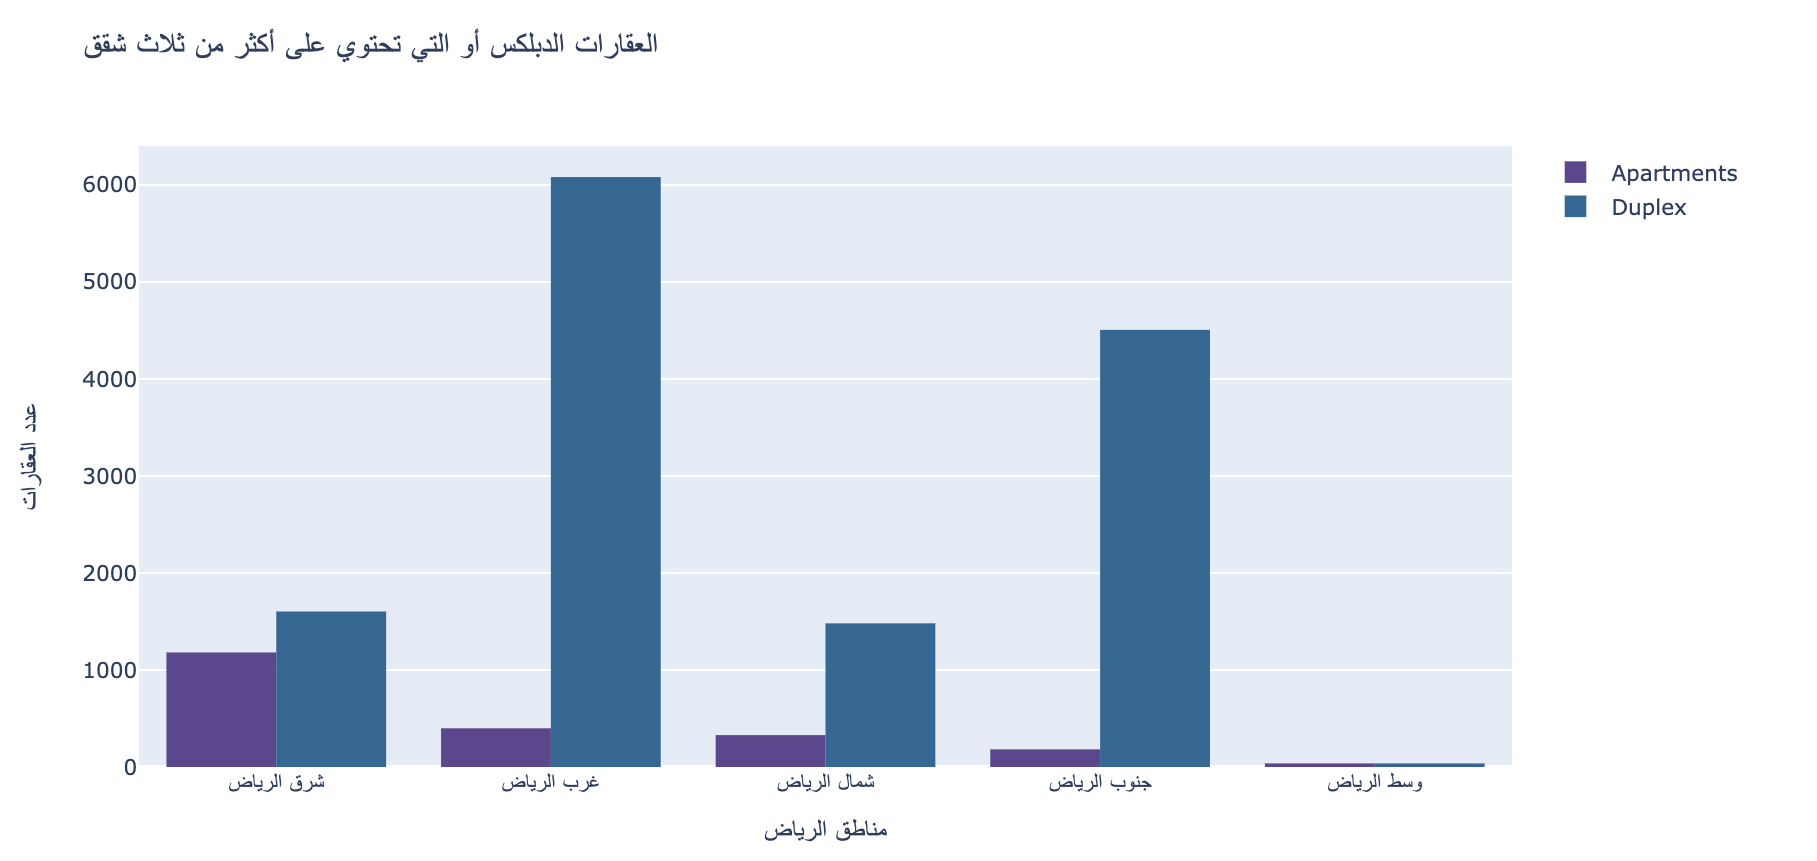 العقارات الدبلكس أو التي تحتوي على أكثر من ثلاث شقق
Apartments
Duplex
عدد العقارات
6000
5000
4000
3000
2000
1000
0
شرق الرياض
غرب الرياض
شمال الرياض
جنوب الرياض
وسط الرياض
مناطق الرياض